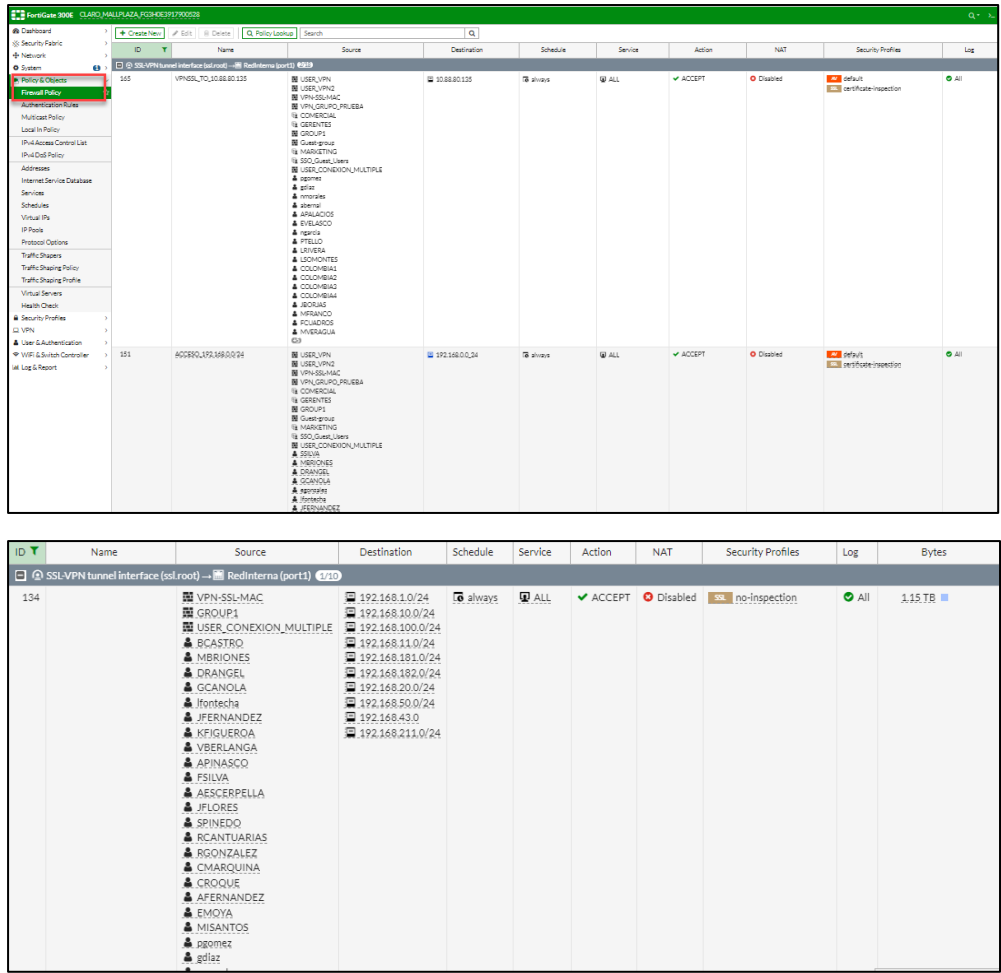 FortiGate 300E CLARO_MALLPLAZA_FG3H0E3917900528
Dashboard
Security Fabric
Network
System 1
Policy & Objects
Firewall Policy
Authentication Rules
Multicast Policy
Local In Policy
IPv4 Access Control List
IPv4 DoS Policy
Addresses
Internet Service Database
Services
Schedules
Virtual IPs
IP Pools
Protocol Options
Traffic Shapers
Traffic Shaping Policy
Traffic Shaping Profile
Virtual Servers
Health Check
Security Profiles
VPN
User & Authentication
WiFi & Switch Controller
Log & Report
+ Create New Edit Delete Policy Lookup Search
ID Name Source Destination Schedule Service Action NAT Security Profiles Log
SSL-VPN tunnel interface (ssl.root) → RedInterna (port1)
165 VPNSSL_TO_10.88.80.135 USER_VPN 10.88.80.135 always ALL ACCEPT Disabled AV default All
USER_VPN2 SSL certificate-inspection
VPN-SSL-MAC
VPN_GRUPO_PRUEBA
COMERCIAL
GERENTES
GROUP1
Guest-group
MARKETING
SSO_Guest_Users
USER_CONEXION_MULTIPLE
pgomez
gdiaz
nmorales
abernal
APALACIOS
EVELASCO
ngarcia
PTELLO
LRIVERA
LSOMONTES
COLOMBIA1
COLOMBIA2
COLOMBIA3
COLOMBIA4
JBORJAS
MFRANCO
FCUADROS
MVERAGUA
151 ACCESO_192.168.0.0/24 USER_VPN 192.168.0.0_24 always ALL ACCEPT Disabled AV default All
USER_VPN2 SSL certificate-inspection
VPN-SSL-MAC
VPN_GRUPO_PRUEBA
COMERCIAL
GERENTES
GROUP1
Guest-group
MARKETING
SSO_Guest_Users
USER_CONEXION_MULTIPLE
SSILVA
MBRIONES
DRANGEL
GCANOLA
lfontecha
JFERNANDEZ
ID Name Source Destination Schedule Service Action NAT Security Profiles Log Bytes
SSL-VPN tunnel interface (ssl.root) → RedInterna (port1) 1/10
134 VPN-SSL-MAC 192.168.1.0/24 always ALL ACCEPT Disabled SSL no-inspection All 1.15 TB
GROUP1 192.168.10.0/24
USER_CONEXION_MULTIPLE 192.168.100.0/24
BCASTRO 192.168.11.0/24
MBRIONES 192.168.181.0/24
DRANGEL 192.168.182.0/24
GCANOLA 192.168.20.0/24
lfontecha 192.168.50.0/24
JFERNANDEZ 192.168.43.0
KFIGUEROA 192.168.211.0/24
VBERLANGA
APINASCO
FSILVA
AESCERPELLA
JFLORES
SPINEDO
RCANTUARIAS
RGONZALEZ
CMARQUINA
CROQUE
AFERNANDEZ
EMOYA
MISANTOS
pgomez
gdiaz